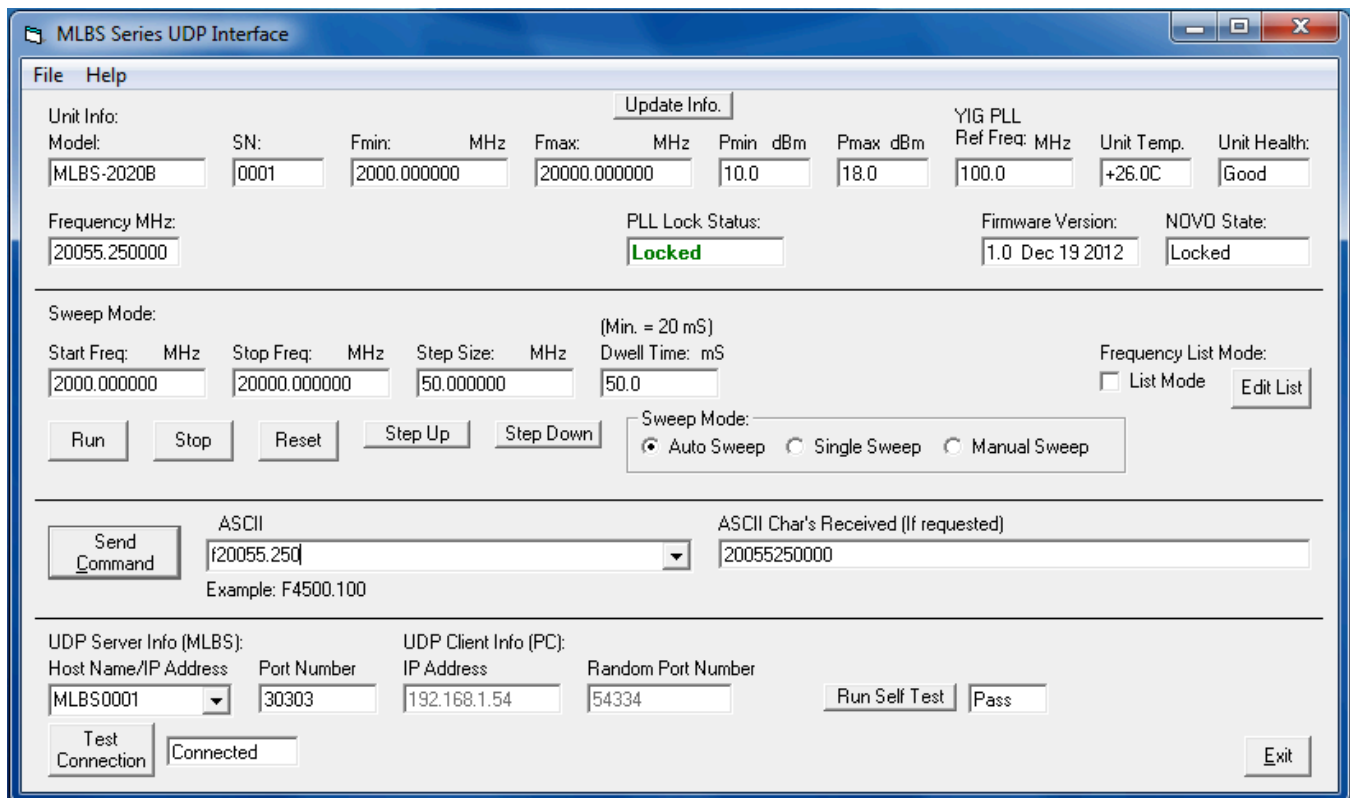 MLBS Series UDP Interface
File Help
Unit Info:
Update Info.
YIG PLL
Model: SN: Fmin: MHz Fmax: MHz Pmin dBm Pmax dBm Ref Freq: MHz Unit Temp. Unit Health:
MLBS-2020B 0001 2000.000000 20000.000000 10.0 18.0 100.0 +26.0C Good
Frequency MHz: PLL Lock Status: Firmware Version: NOVO State:
20055.250000 Locked 1.0 Dec 19 2012 Locked
Sweep Mode:
(Min. = 20 mS)
Start Freq: MHz Stop Freq: MHz Step Size: MHz Dwell Time: mS Frequency List Mode:
2000.000000 20000.000000 50.000000 50.0 List Mode Edit List
Sweep Mode:
Run Stop Reset Step Up Step Down Auto Sweep Single Sweep Manual Sweep
ASCII ASCII Char's Received (If requested)
Send Command f20055.250 20055250000
Example: F4500.100
UDP Server Info (MLBS): UDP Client Info (PC):
Host Name/IP Address Port Number IP Address Random Port Number
MLBS0001 30303 192.168.1.54 54334 Run Self Test Pass
Test Connection Connected Exit